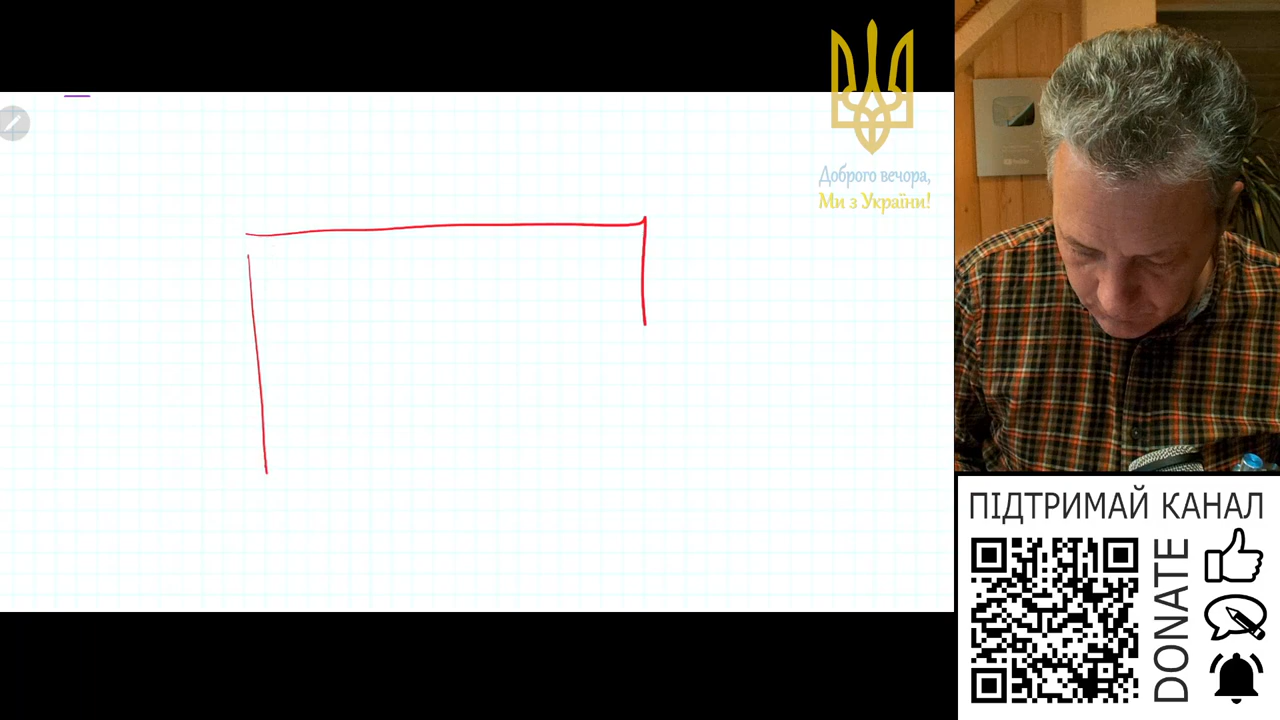 Доброго вечора,
Ми з України!
ПІДТРИМАЙ КАНАЛ
DONATE